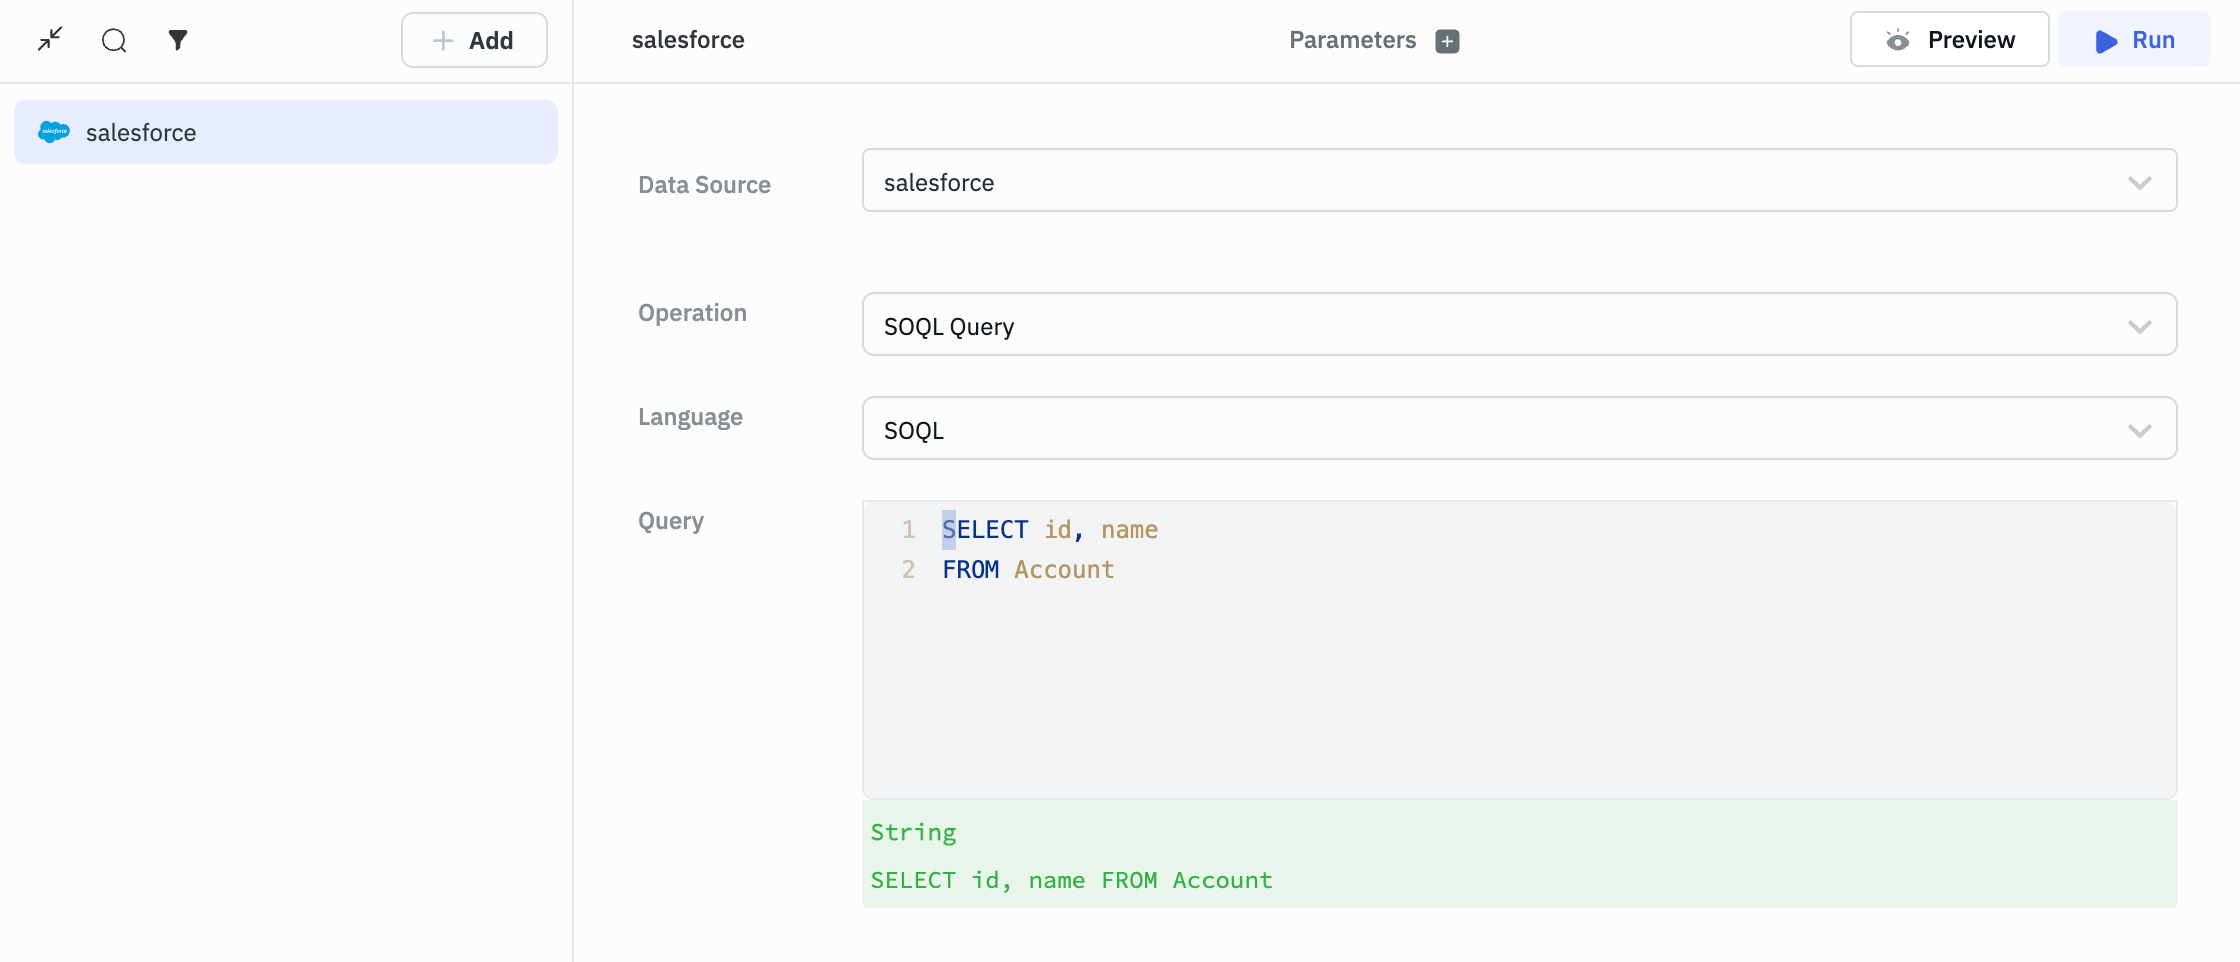 Add
salesforce
Parameters
Preview
Run
salesforce
salesforce
Data Source
salesforce
Operation
SOQL Query
Language
SOQL
Query
1 SELECT id, name
2 FROM Account
String
SELECT id, name FROM Account